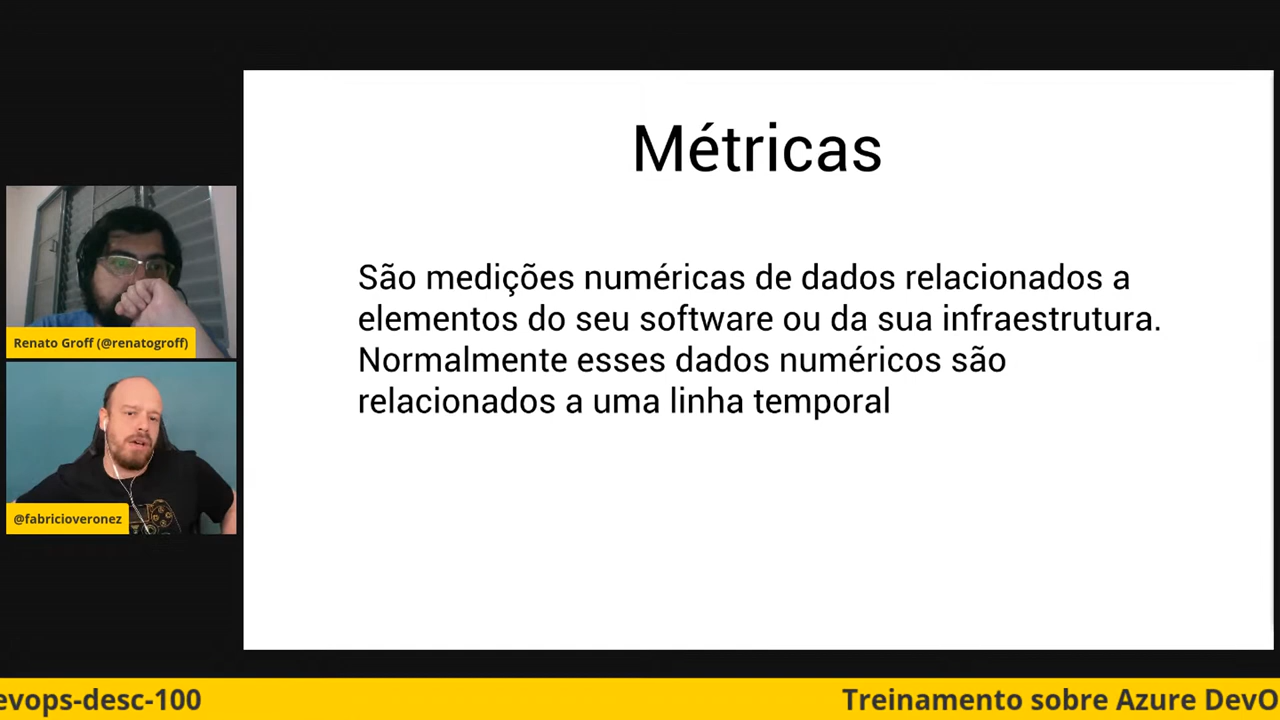 Métricas
São medições numéricas de dados relacionados a
elementos do seu software ou da sua infraestrutura.
Normalmente esses dados numéricos são
relacionados a uma linha temporal
Renato Groff (@renatogroff)
@fabricioveronez
evops-desc-100
Treinamento sobre Azure DevO